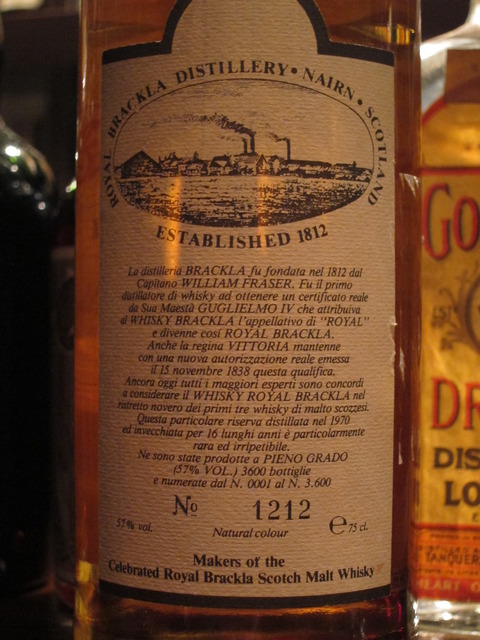 ROYAL BRACKLA DISTILLERY • NAIRN • SCOTLAND
ESTABLISHED 1812
La distilleria BRACKLA fu fondata nel 1812 dal
Capitano WILLIAM FRASER. Fu il primo
distillatore di whisky ad ottenere un certificato reale
da Sua Maestà GUGLIELMO IV che attribuiva
al WHISKY BRACKLA l'appellativo di "ROYAL"
e divenne così ROYAL BRACKLA.
Anche la regina VITTORIA mantenne
con una nuova autorizzazione reale emessa
il 15 novembre 1838 questa qualifica.
Ancora oggi tutti i maggiori esperti sono concordi
a considerare il WHISKY ROYAL BRACKLA nel
ristretto novero dei primi tre whisky di malto scozzesi.
Questa particolare riserva distillata nel 1970
ed invecchiata per 16 lunghi anni è particolarmente
rara ed irripetibile.
Ne sono state prodotte a PIENO GRADO
(57% VOL.) 3600 bottiglie
e numerate dal N. 0001 al N. 3.600
No 1212
57% vol. Natural colour e 75 cl.
Makers of the
Celebrated Royal Brackla Scotch Malt Whisky
GO
DR
DIS
LO
TANQUER
HEART O